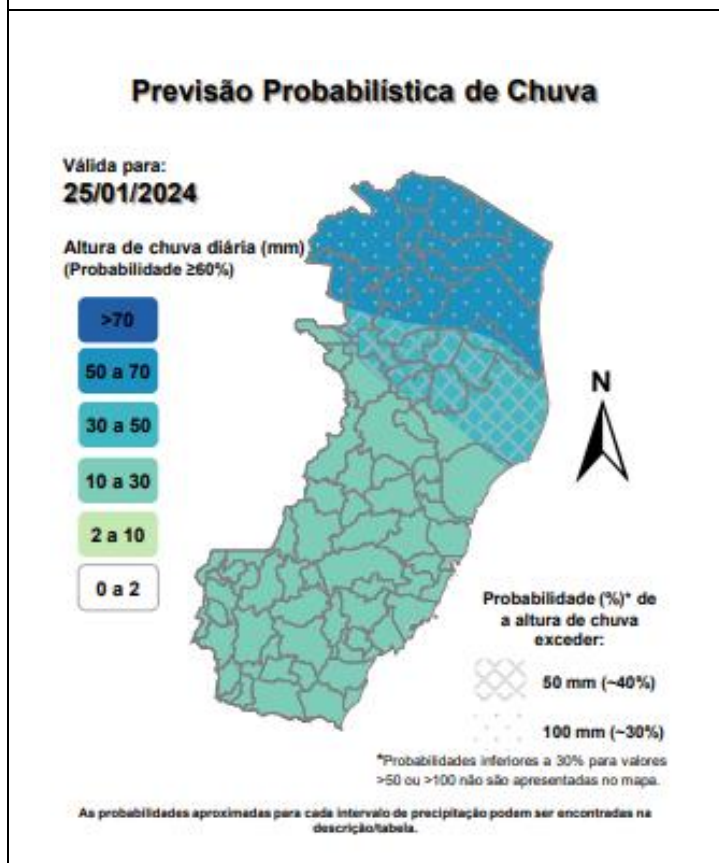 Previsão Probabilística de Chuva
Válida para:
25/01/2024
Altura de chuva diária (mm)
(Probabilidade ≥60%)
>70
50 a 70
30 a 50
10 a 30
2 a 10
0 a 2
N
Probabilidade (%)* de
a altura de chuva
exceder:
50 mm (~40%)
100 mm (~30%)
*Probabilidades inferiores a 30% para valores
>50 ou >100 não são apresentadas no mapa.
As probabilidades aproximadas para cada intervalo de precipitação podem ser encontradas na
descrição/tabela.